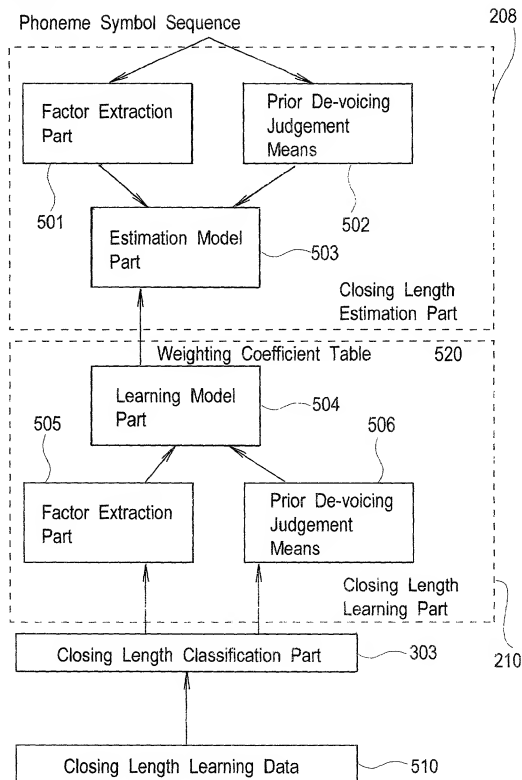 Phoneme Symbol Sequence
208
Factor Extraction
Part
Prior De-voicing
Judgement
Means
501
502
Estimation Model
Part
503
Closing Length
Estimation Part
Weighting Coefficient Table
520
Learning Model
Part
504
505
506
Factor Extraction
Part
Prior De-voicing
Judgement
Means
Closing Length
Learning Part
Closing Length Classification Part
303
210
Closing Length Learning Data
510